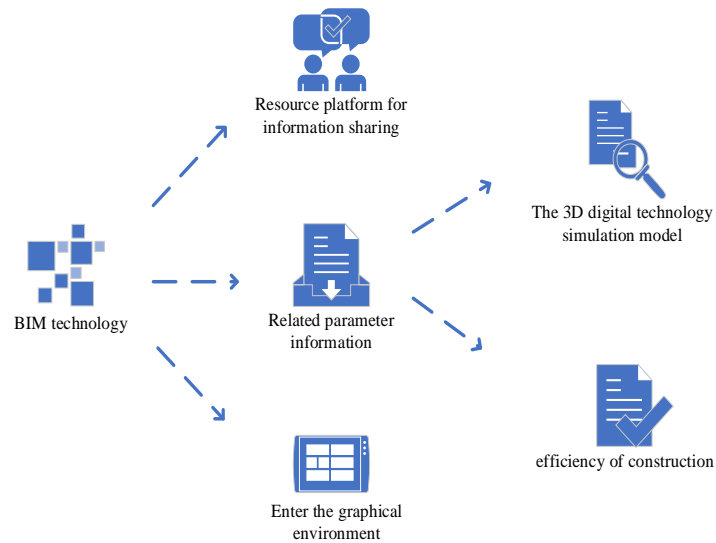 Resource platform for
information sharing
The 3D digital technology
simulation model
BIM technology
Related parameter
information
efficiency of construction
Enter the graphical
environment